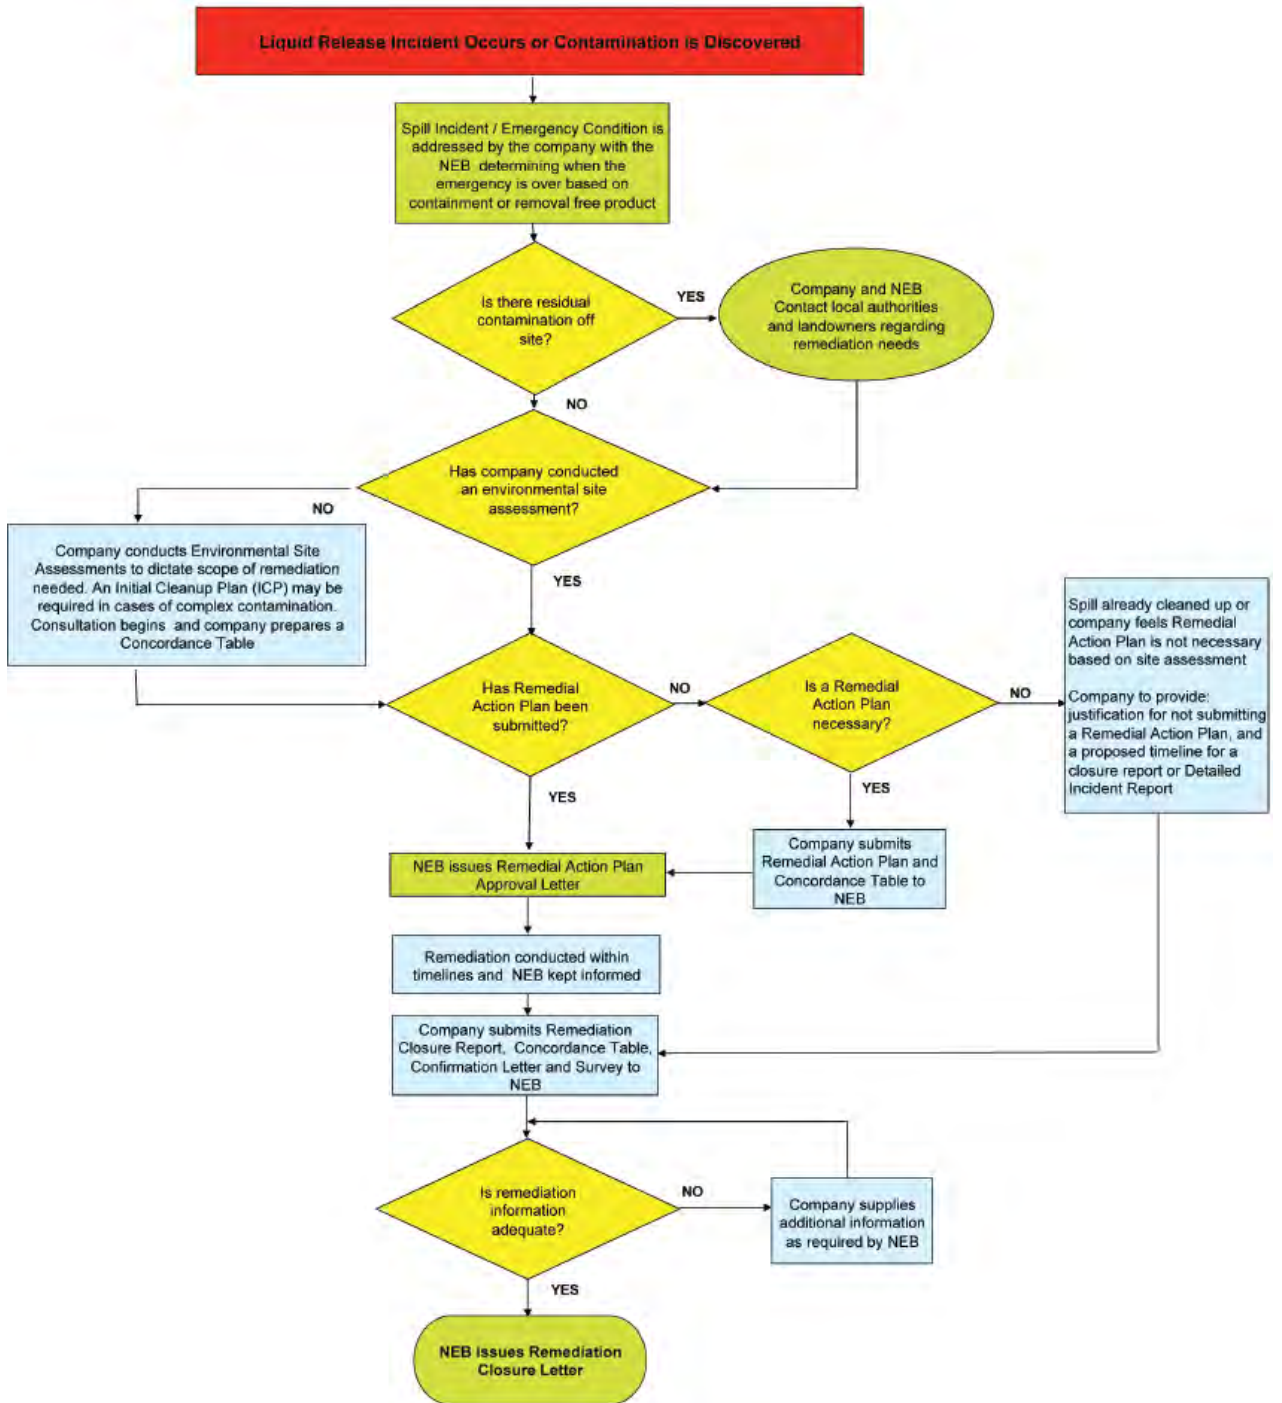 Liquid Release Incident Occurs or Contamination is Discovered
Spill Incident / Emergency Condition is
addressed by the company with the
NEB determining when the
emergency is over based on
containment or removal free product
Is there residual
contamination off
site?
YES
Company and NEB
Contact local authorities
and landowners regarding
remediation needs
NO
Has company conducted
an environmental site
assessment?
NO
Company conducts Environmental Site
Assessments to dictate scope of remediation
needed. An Initial Cleanup Plan (ICP) may be
required in cases of complex contamination.
Consultation begins and company prepares a
Concordance Table
YES
Has Remedial
Action Plan been
submitted?
NO
Is a Remedial
Action Plan
necessary?
NO
Spill already cleaned up or
company feels Remedial
Action Plan is not necessary
based on site assessment
Company to provide:
justification for not submitting
a Remedial Action Plan, and
a proposed timeline for a
closure report or Detailed
Incident Report
YES
YES
Company submits
Remedial Action Plan and
Concordance Table to
NEB
NEB issues Remedial Action Plan
Approval Letter
Remediation conducted within
timelines and NEB kept informed
Company submits Remediation
Closure Report, Concordance Table,
Confirmation Letter and Survey to
NEB
Is remediation
information
adequate?
NO
Company supplies
additional information
as required by NEB
YES
NEB issues Remediation
Closure Letter